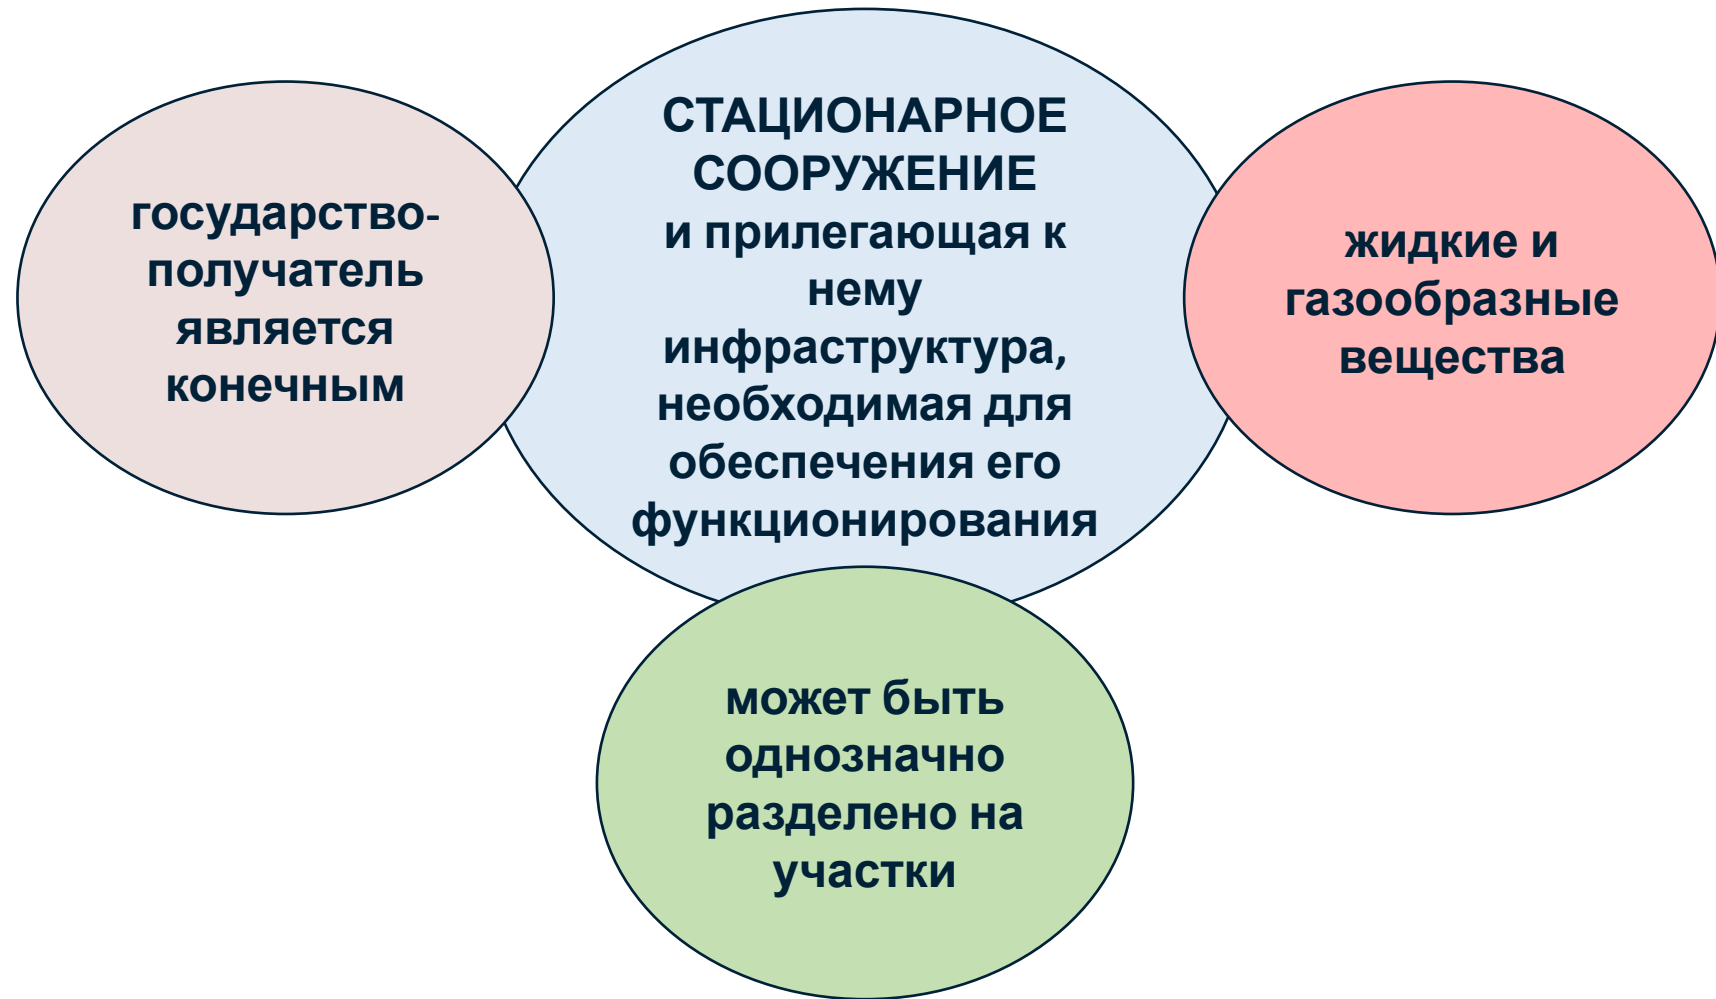 государство-
получатель
является
конечным
СТАЦИОНАРНОЕ
СООРУЖЕНИЕ
и прилегающая к
нему
инфраструктура,
необходимая для
обеспечения его
функционирования
жидкие и
газообразные
вещества
может быть
однозначно
разделено на
участки